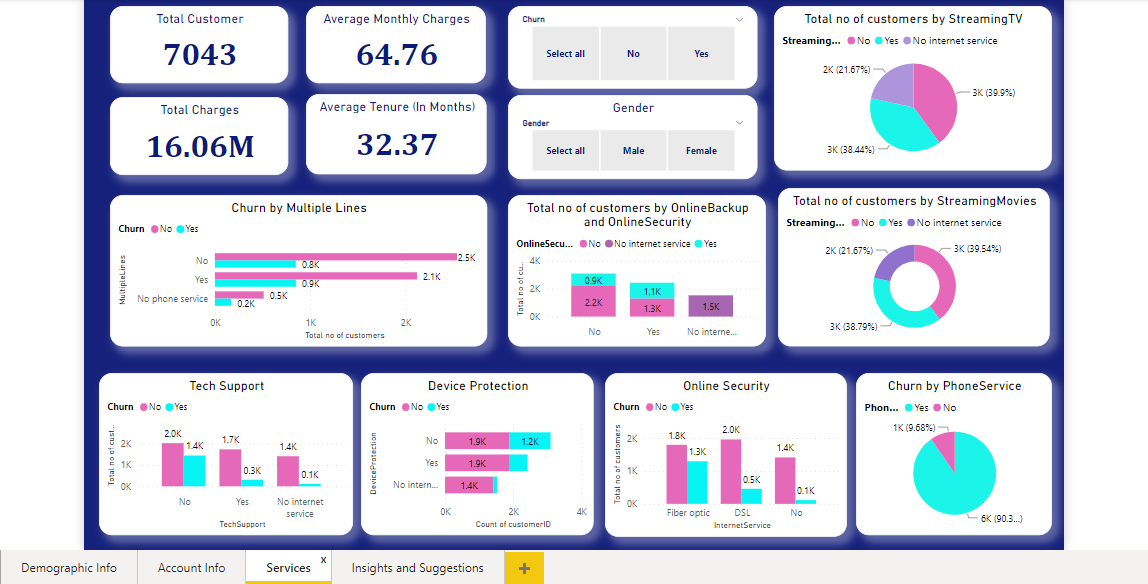 Total Customer
7043
Average Monthly Charges
64.76
Churn
Select all
No
Yes
Total no of customers by StreamingTV
Streaming...
No
Yes
No internet service
2K (21.67%)
3K (39.9%)
3K (38.44%)
Total Charges
16.06M
Average Tenure (In Months)
32.37
Gender
Gender
Select all
Male
Female
Churn by Multiple Lines
Churn
No
Yes
MultipleLines
No
2.5K
0.8K
Yes
2.1K
0.9K
No phone service
0.5K
0.2K
0K
1K
2K
Total no of customers
Total no of customers by OnlineBackup
and OnlineSecurity
OnlineSecu...
No
No internet service
Yes
Total no of cu...
4K
2K
0K
0.9K
2.2K
1.1K
1.3K
1.5K
No
Yes
No interne...
Total no of customers by StreamingMovies
Streaming...
No
Yes
No internet service
2K (21.67%)
3K (39.54%)
3K (38.79%)
Tech Support
Churn
No
Yes
Total no of cust...
2K
1K
0K
2.0K
1.4K
1.7K
0.3K
1.4K
0.1K
No
Yes
No internet
service
TechSupport
Device Protection
Churn
No
Yes
DeviceProtection
No
1.9K
1.2K
Yes
1.9K
No intern...
1.4K
0K
2K
4K
Count of customerID
Online Security
Churn
No
Yes
Total no of customers
2K
1K
0K
1.8K
1.3K
2.0K
0.5K
1.4K
0.1K
Fiber optic
DSL
No
InternetService
Churn by PhoneService
Phon...
Yes
No
1K (9.68%)
6K (90.3...)
Demographic Info
Account Info
Services
x
Insights and Suggestions
+